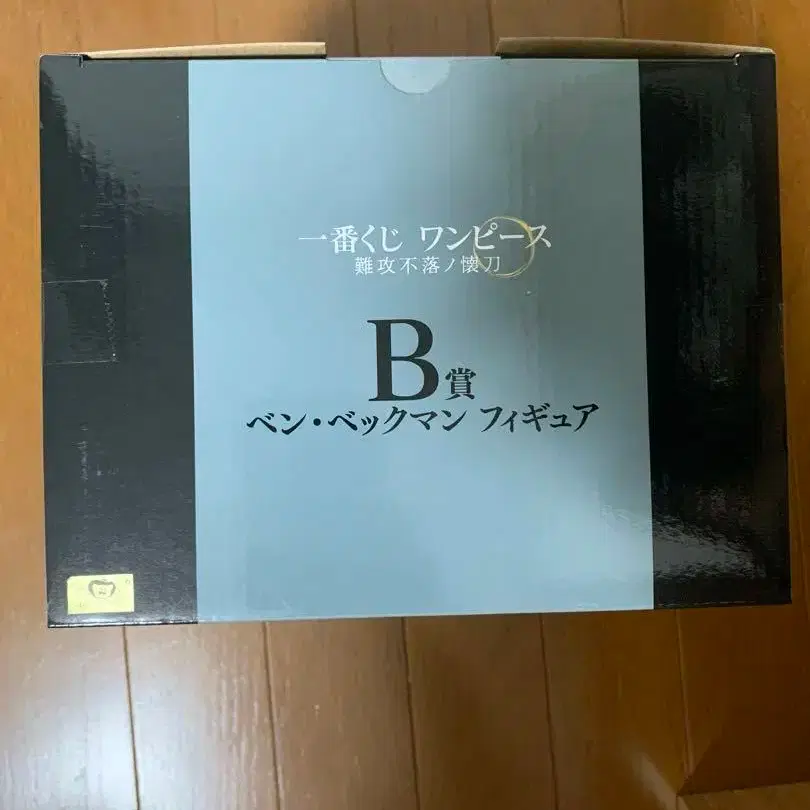 一番くじ ワンピース
難攻不落ノ懐刀
B賞
ベン・ベックマン フィギュア